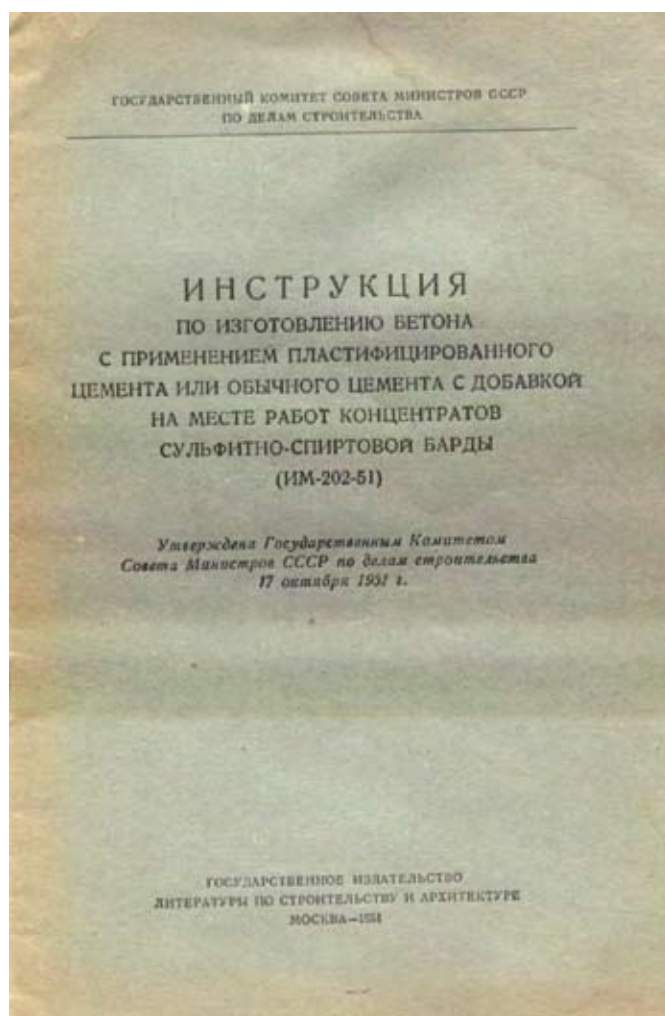 ГОСУДАРСТВЕННЫЙ КОМИТЕТ СОВЕТА МИНИСТРОВ СССР
ПО ДЕЛАМ СТРОИТЕЛЬСТВА
ИНСТРУКЦИЯ
ПО ИЗГОТОВЛЕНИЮ БЕТОНА
С ПРИМЕНЕНИЕМ ПЛАСТИФИЦИРОВАННОГО
ЦЕМЕНТА ИЛИ ОБЫЧНОГО ЦЕМЕНТА С ДОБАВКОЙ
НА МЕСТЕ РАБОТ КОНЦЕНТРАТОВ
СУЛЬФИТНО-СПИРТОВОЙ БАРДЫ
(ИМ-202-51)
Утверждена Государственным Комитетом
Совета Министров СССР по делам строительства
17 октября 1951 г.
ГОСУДАРСТВЕННОЕ ИЗДАТЕЛЬСТВО
ЛИТЕРАТУРЫ ПО СТРОИТЕЛЬСТВУ И АРХИТЕКТУРЕ
МОСКВА—